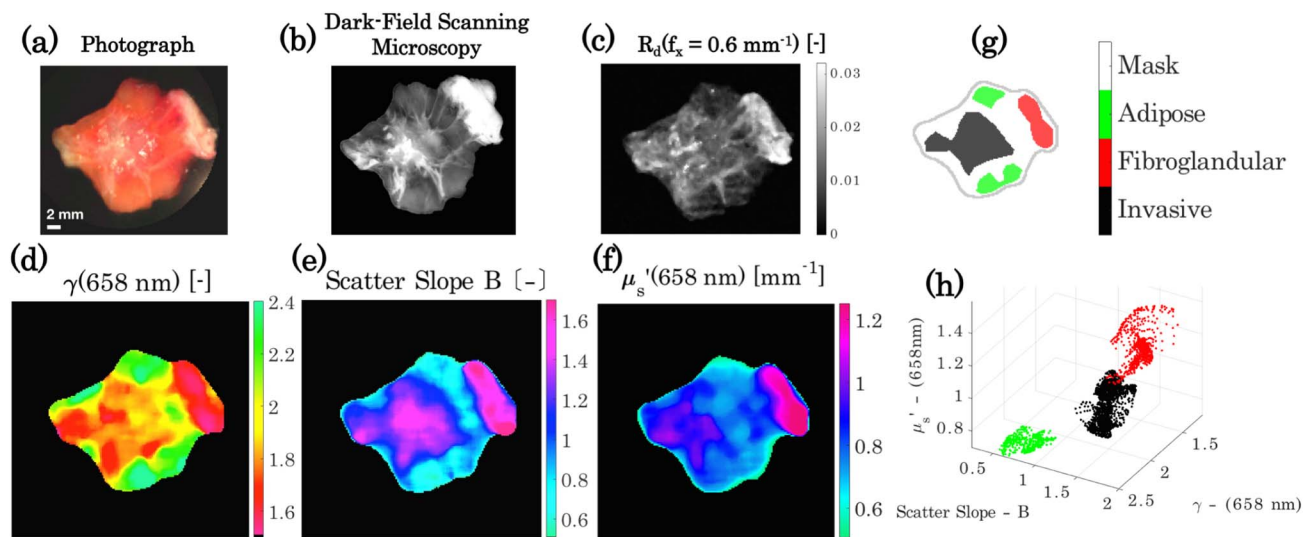 (a) Photograph
(b) Dark-Field Scanning
Microscopy
(c) R_d(f_x = 0.6 mm⁻¹) [-]
0.03
0.02
0.01
0
(g)
Mask
Adipose
Fibroglandular
Invasive
2 mm
(d) γ(658 nm) [-]
2.4
2.2
2
1.8
1.6
(e) Scatter Slope B [-]
1.6
1.4
1.2
1
0.8
0.6
(f) μ_s'(658 nm) [mm⁻¹]
1.2
1
0.8
0.6
(h)
μ_s' - (658nm)
1.4
1.2
1
0.8
0.5
1
1.5
2
Scatter Slope - B
2.5
2
1.5
γ - (658 nm)